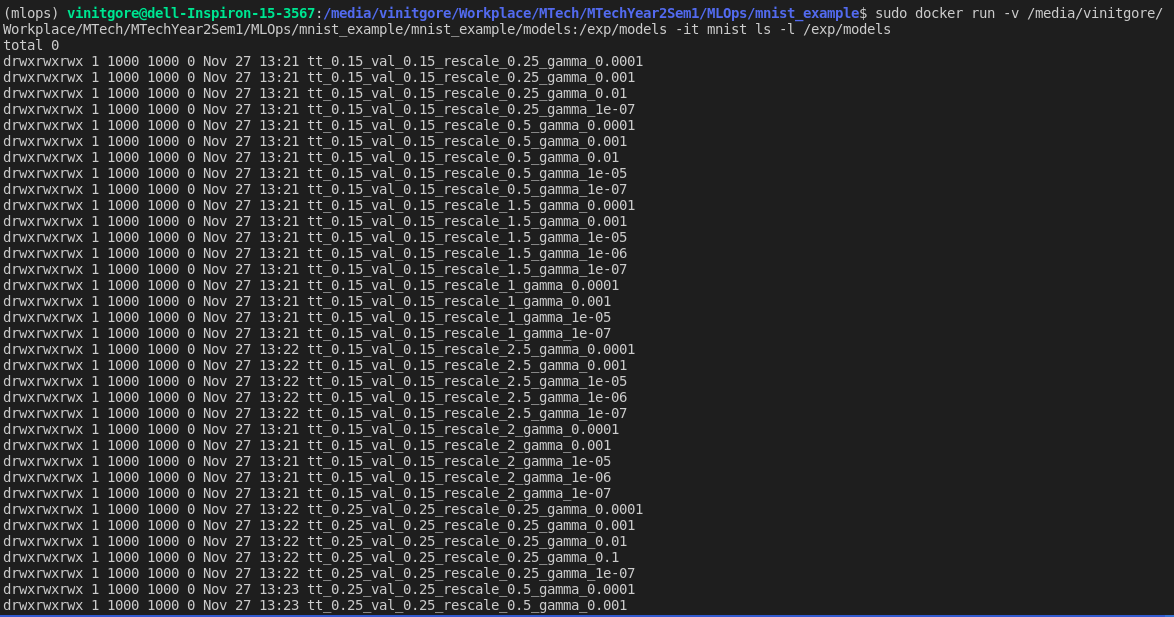 (mlops) vinitgore@dell-Inspiron-15-3567:/media/vinitgore/Workplace/MTech/MTechYear2Sem1/MLOps/mnist_example$ sudo docker run -v /media/vinitgore/
Workplace/MTech/MTechYear2Sem1/MLOps/mnist_example/mnist_example/models:/exp/models -it mnist ls -l /exp/models
total 0
drwxrwxrwx 1 1000 1000 0 Nov 27 13:21 tt_0.15_val_0.15_rescale_0.25_gamma_0.0001
drwxrwxrwx 1 1000 1000 0 Nov 27 13:21 tt_0.15_val_0.15_rescale_0.25_gamma_0.001
drwxrwxrwx 1 1000 1000 0 Nov 27 13:21 tt_0.15_val_0.15_rescale_0.25_gamma_0.01
drwxrwxrwx 1 1000 1000 0 Nov 27 13:21 tt_0.15_val_0.15_rescale_0.25_gamma_1e-07
drwxrwxrwx 1 1000 1000 0 Nov 27 13:21 tt_0.15_val_0.15_rescale_0.5_gamma_0.0001
drwxrwxrwx 1 1000 1000 0 Nov 27 13:21 tt_0.15_val_0.15_rescale_0.5_gamma_0.001
drwxrwxrwx 1 1000 1000 0 Nov 27 13:21 tt_0.15_val_0.15_rescale_0.5_gamma_0.01
drwxrwxrwx 1 1000 1000 0 Nov 27 13:21 tt_0.15_val_0.15_rescale_0.5_gamma_1e-05
drwxrwxrwx 1 1000 1000 0 Nov 27 13:21 tt_0.15_val_0.15_rescale_0.5_gamma_1e-07
drwxrwxrwx 1 1000 1000 0 Nov 27 13:21 tt_0.15_val_0.15_rescale_1.5_gamma_0.0001
drwxrwxrwx 1 1000 1000 0 Nov 27 13:21 tt_0.15_val_0.15_rescale_1.5_gamma_0.001
drwxrwxrwx 1 1000 1000 0 Nov 27 13:21 tt_0.15_val_0.15_rescale_1.5_gamma_1e-05
drwxrwxrwx 1 1000 1000 0 Nov 27 13:21 tt_0.15_val_0.15_rescale_1.5_gamma_1e-06
drwxrwxrwx 1 1000 1000 0 Nov 27 13:21 tt_0.15_val_0.15_rescale_1.5_gamma_1e-07
drwxrwxrwx 1 1000 1000 0 Nov 27 13:21 tt_0.15_val_0.15_rescale_1_gamma_0.0001
drwxrwxrwx 1 1000 1000 0 Nov 27 13:21 tt_0.15_val_0.15_rescale_1_gamma_0.001
drwxrwxrwx 1 1000 1000 0 Nov 27 13:21 tt_0.15_val_0.15_rescale_1_gamma_1e-05
drwxrwxrwx 1 1000 1000 0 Nov 27 13:21 tt_0.15_val_0.15_rescale_1_gamma_1e-07
drwxrwxrwx 1 1000 1000 0 Nov 27 13:22 tt_0.15_val_0.15_rescale_2.5_gamma_0.0001
drwxrwxrwx 1 1000 1000 0 Nov 27 13:22 tt_0.15_val_0.15_rescale_2.5_gamma_0.001
drwxrwxrwx 1 1000 1000 0 Nov 27 13:22 tt_0.15_val_0.15_rescale_2.5_gamma_1e-05
drwxrwxrwx 1 1000 1000 0 Nov 27 13:22 tt_0.15_val_0.15_rescale_2.5_gamma_1e-06
drwxrwxrwx 1 1000 1000 0 Nov 27 13:22 tt_0.15_val_0.15_rescale_2.5_gamma_1e-07
drwxrwxrwx 1 1000 1000 0 Nov 27 13:21 tt_0.15_val_0.15_rescale_2_gamma_0.0001
drwxrwxrwx 1 1000 1000 0 Nov 27 13:21 tt_0.15_val_0.15_rescale_2_gamma_0.001
drwxrwxrwx 1 1000 1000 0 Nov 27 13:21 tt_0.15_val_0.15_rescale_2_gamma_1e-05
drwxrwxrwx 1 1000 1000 0 Nov 27 13:21 tt_0.15_val_0.15_rescale_2_gamma_1e-06
drwxrwxrwx 1 1000 1000 0 Nov 27 13:21 tt_0.15_val_0.15_rescale_2_gamma_1e-07
drwxrwxrwx 1 1000 1000 0 Nov 27 13:22 tt_0.25_val_0.25_rescale_0.25_gamma_0.0001
drwxrwxrwx 1 1000 1000 0 Nov 27 13:22 tt_0.25_val_0.25_rescale_0.25_gamma_0.001
drwxrwxrwx 1 1000 1000 0 Nov 27 13:22 tt_0.25_val_0.25_rescale_0.25_gamma_0.01
drwxrwxrwx 1 1000 1000 0 Nov 27 13:22 tt_0.25_val_0.25_rescale_0.25_gamma_0.1
drwxrwxrwx 1 1000 1000 0 Nov 27 13:22 tt_0.25_val_0.25_rescale_0.25_gamma_1e-07
drwxrwxrwx 1 1000 1000 0 Nov 27 13:23 tt_0.25_val_0.25_rescale_0.5_gamma_0.0001
drwxrwxrwx 1 1000 1000 0 Nov 27 13:23 tt_0.25_val_0.25_rescale_0.5_gamma_0.001